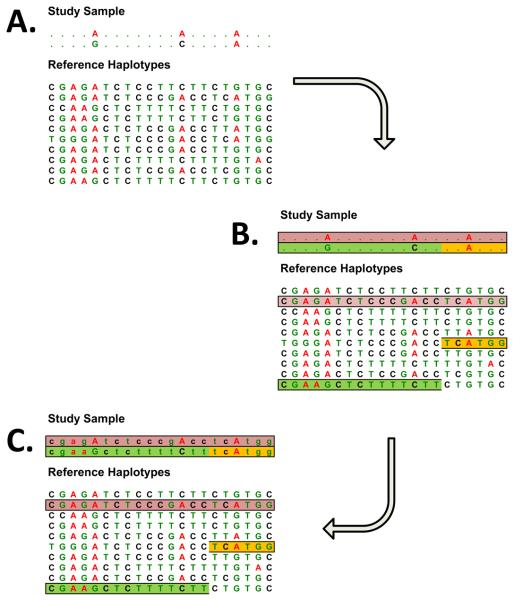 A.
Study Sample
. . . . A . . . . . . . A . . . . A . . .
. . . . G . . . . . . . C . . . . A . . .
Reference Haplotypes
C G A G A T C T C C T T C T T C T G T G C
C G A G A T C T C C C G A C C T C A T G G
C C A A G C T C T T T T C T T C T G T G C
C G A A G C T C T T T T C T T C T G T G C
C G A G A C T C T C C G A C C T T A T G C
T G G G A T C T C C C G A C C T C A T G G
C G A G A T C T C C C G A C C T T G T G C
C G A G A C T C T T T T C T T T T G T A C
C G A G A C T C T C C G A C C T C G T G C
C G A A G C T C T T T T C T T C T G T G C
B.
Study Sample
. . . . A . . . . . . . A . . . . A . . .
. . . . G . . . . . . . C . . . . A . . .
Reference Haplotypes
C G A G A T C T C C T T C T T C T G T G C
C G A G A T C T C C C G A C C T C A T G G
C C A A G C T C T T T T C T T C T G T G C
C G A A G C T C T T T T C T T C T G T G C
C G A G A C T C T C C G A C C T T A T G C
T G G G A T C T C C C G A C C T C A T G G
C G A G A T C T C C C G A C C T T G T G C
C G A G A C T C T T T T C T T T T G T A C
C G A G A C T C T C C G A C C T C G T G C
C G A A G C T C T T T T C T T C T G T G C
C.
Study Sample
c g a g A t c t c c c g A c c t c A t g g
c g a a G c t c t t t t C t t t c A t g g
Reference Haplotypes
C G A G A T C T C C T T C T T C T G T G C
C G A G A T C T C C C G A C C T C A T G G
C C A A G C T C T T T T C T T C T G T G C
C G A A G C T C T T T T C T T C T G T G C
C G A G A C T C T C C G A C C T T A T G C
T G G G A T C T C C C G A C C T C A T G G
C G A G A T C T C C C G A C C T T G T G C
C G A G A C T C T T T T C T T T T G T A C
C G A G A C T C T C C G A C C T C G T G C
C G A A G C T C T T T T C T T C T G T G C